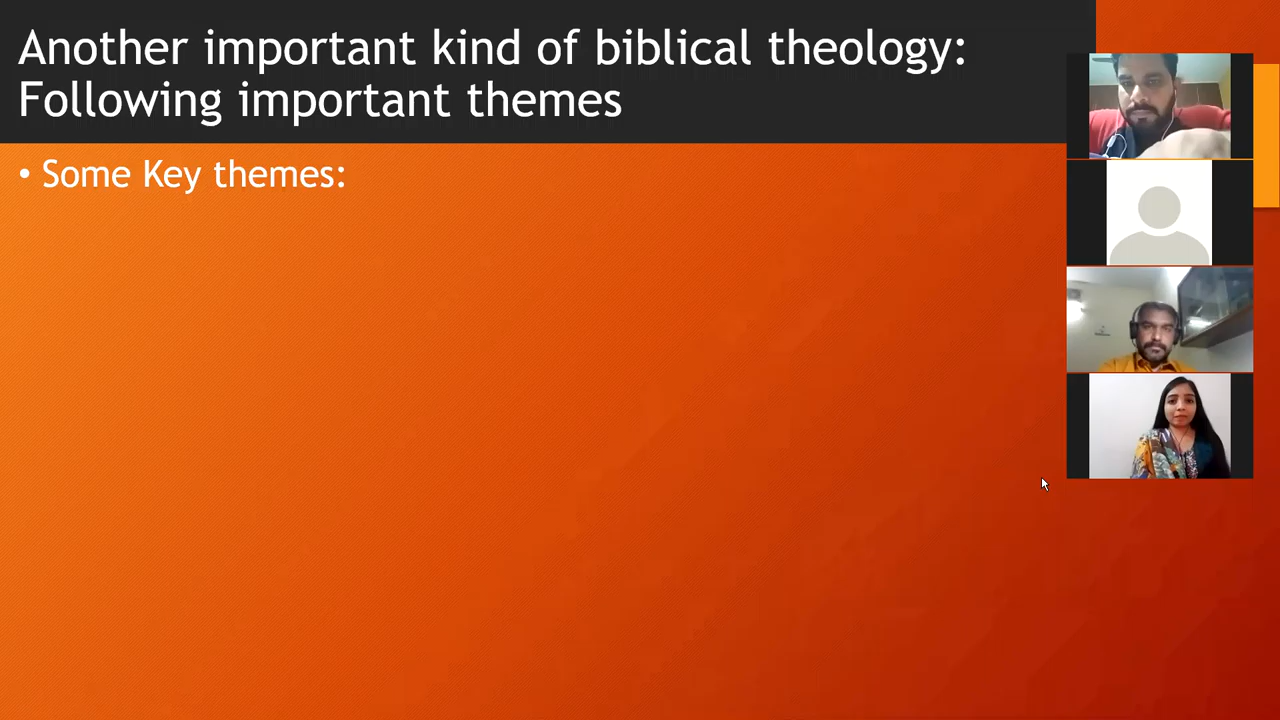 Another important kind of biblical theology:
Following important themes
• Some Key themes: